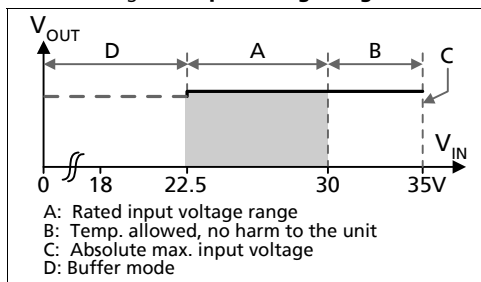 V_OUT
D A B C
V_IN
0 18 22.5 30 35V
A: Rated input voltage range
B: Temp. allowed, no harm to the unit
C: Absolute max. input voltage
D: Buffer mode